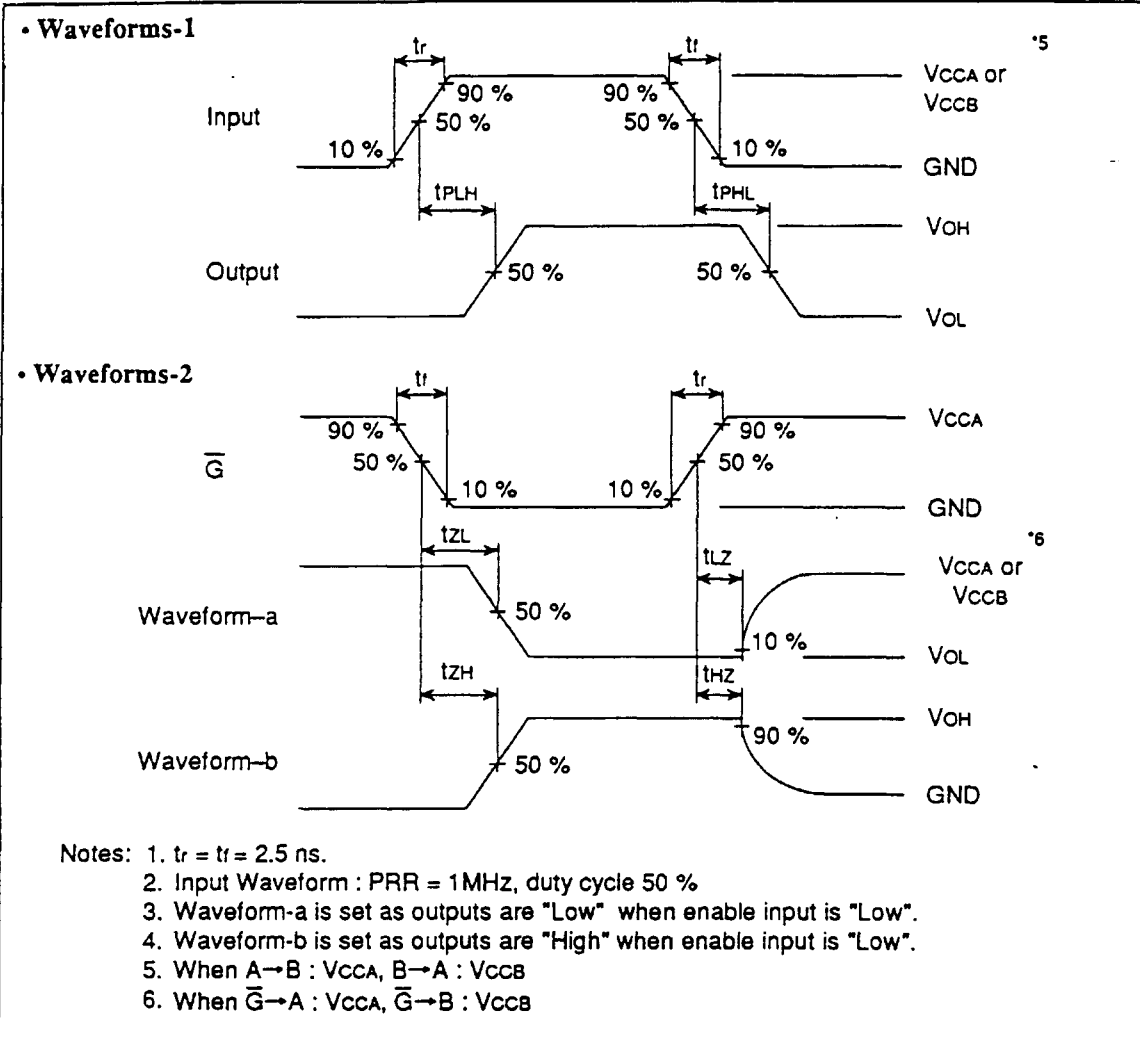 • Waveforms-1
tr
tf
*5
VCCA or
VCCB
90 %
90 %
Input
50 %
50 %
10 %
10 %
GND
tPLH
tPHL
VOH
Output
50 %
50 %
VOL
• Waveforms-2
tf
tr
VCCA
90 %
90 %
G̅
50 %
50 %
10 %
10 %
GND
tZL
*6
tLZ
VCCA or
VCCB
Waveform–a
50 %
10 %
VOL
tZH
tHZ
VOH
90 %
Waveform–b
50 %
GND
Notes: 1. tr = tf = 2.5 ns.
2. Input Waveform : PRR = 1MHz, duty cycle 50 %
3. Waveform-a is set as outputs are "Low" when enable input is "Low".
4. Waveform-b is set as outputs are "High" when enable input is "Low".
5. When A→B : VCCA, B→A : VCCB
6. When G̅→A : VCCA, G̅→B : VCCB